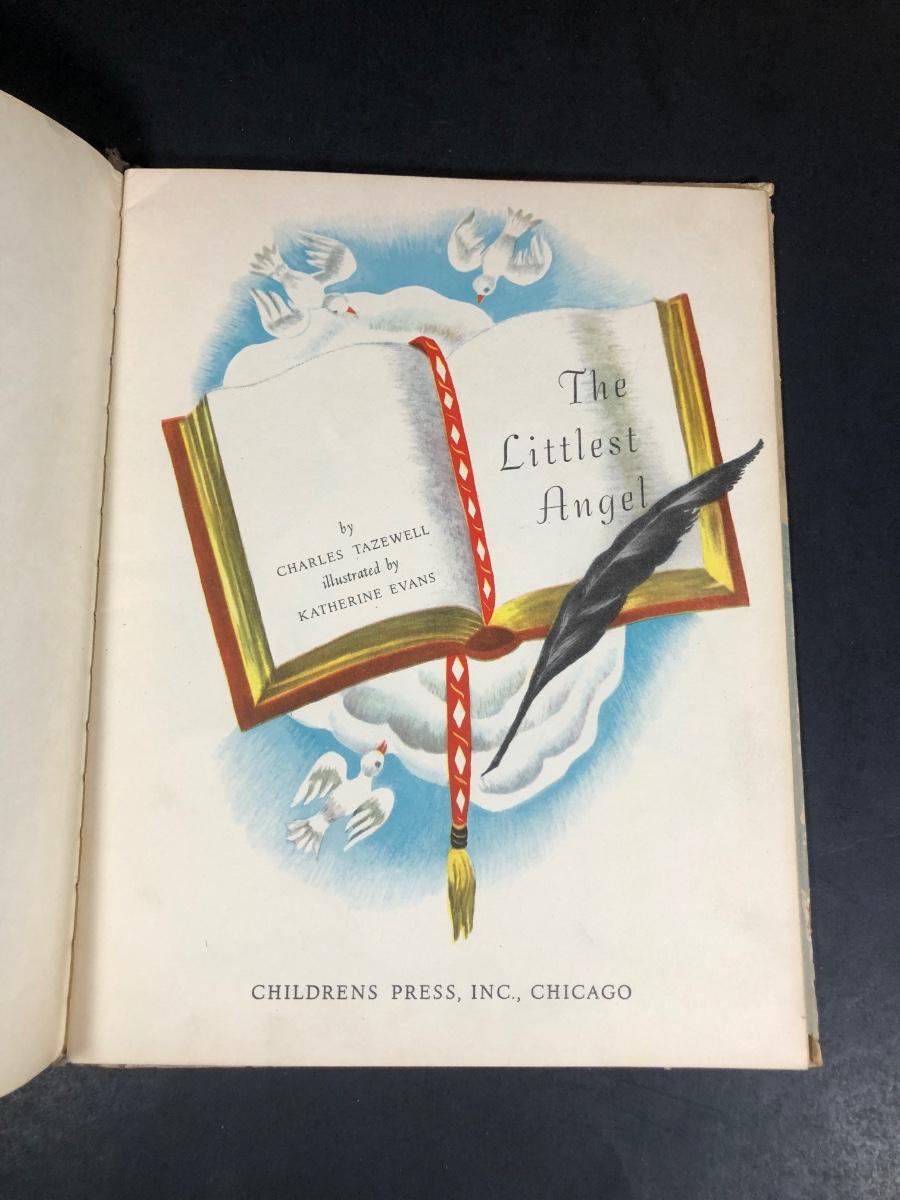 The
Littlest
Angel
by
CHARLES TAZEWELL
illustrated by
KATHERINE EVANS
CHILDRENS PRESS, INC., CHICAGO